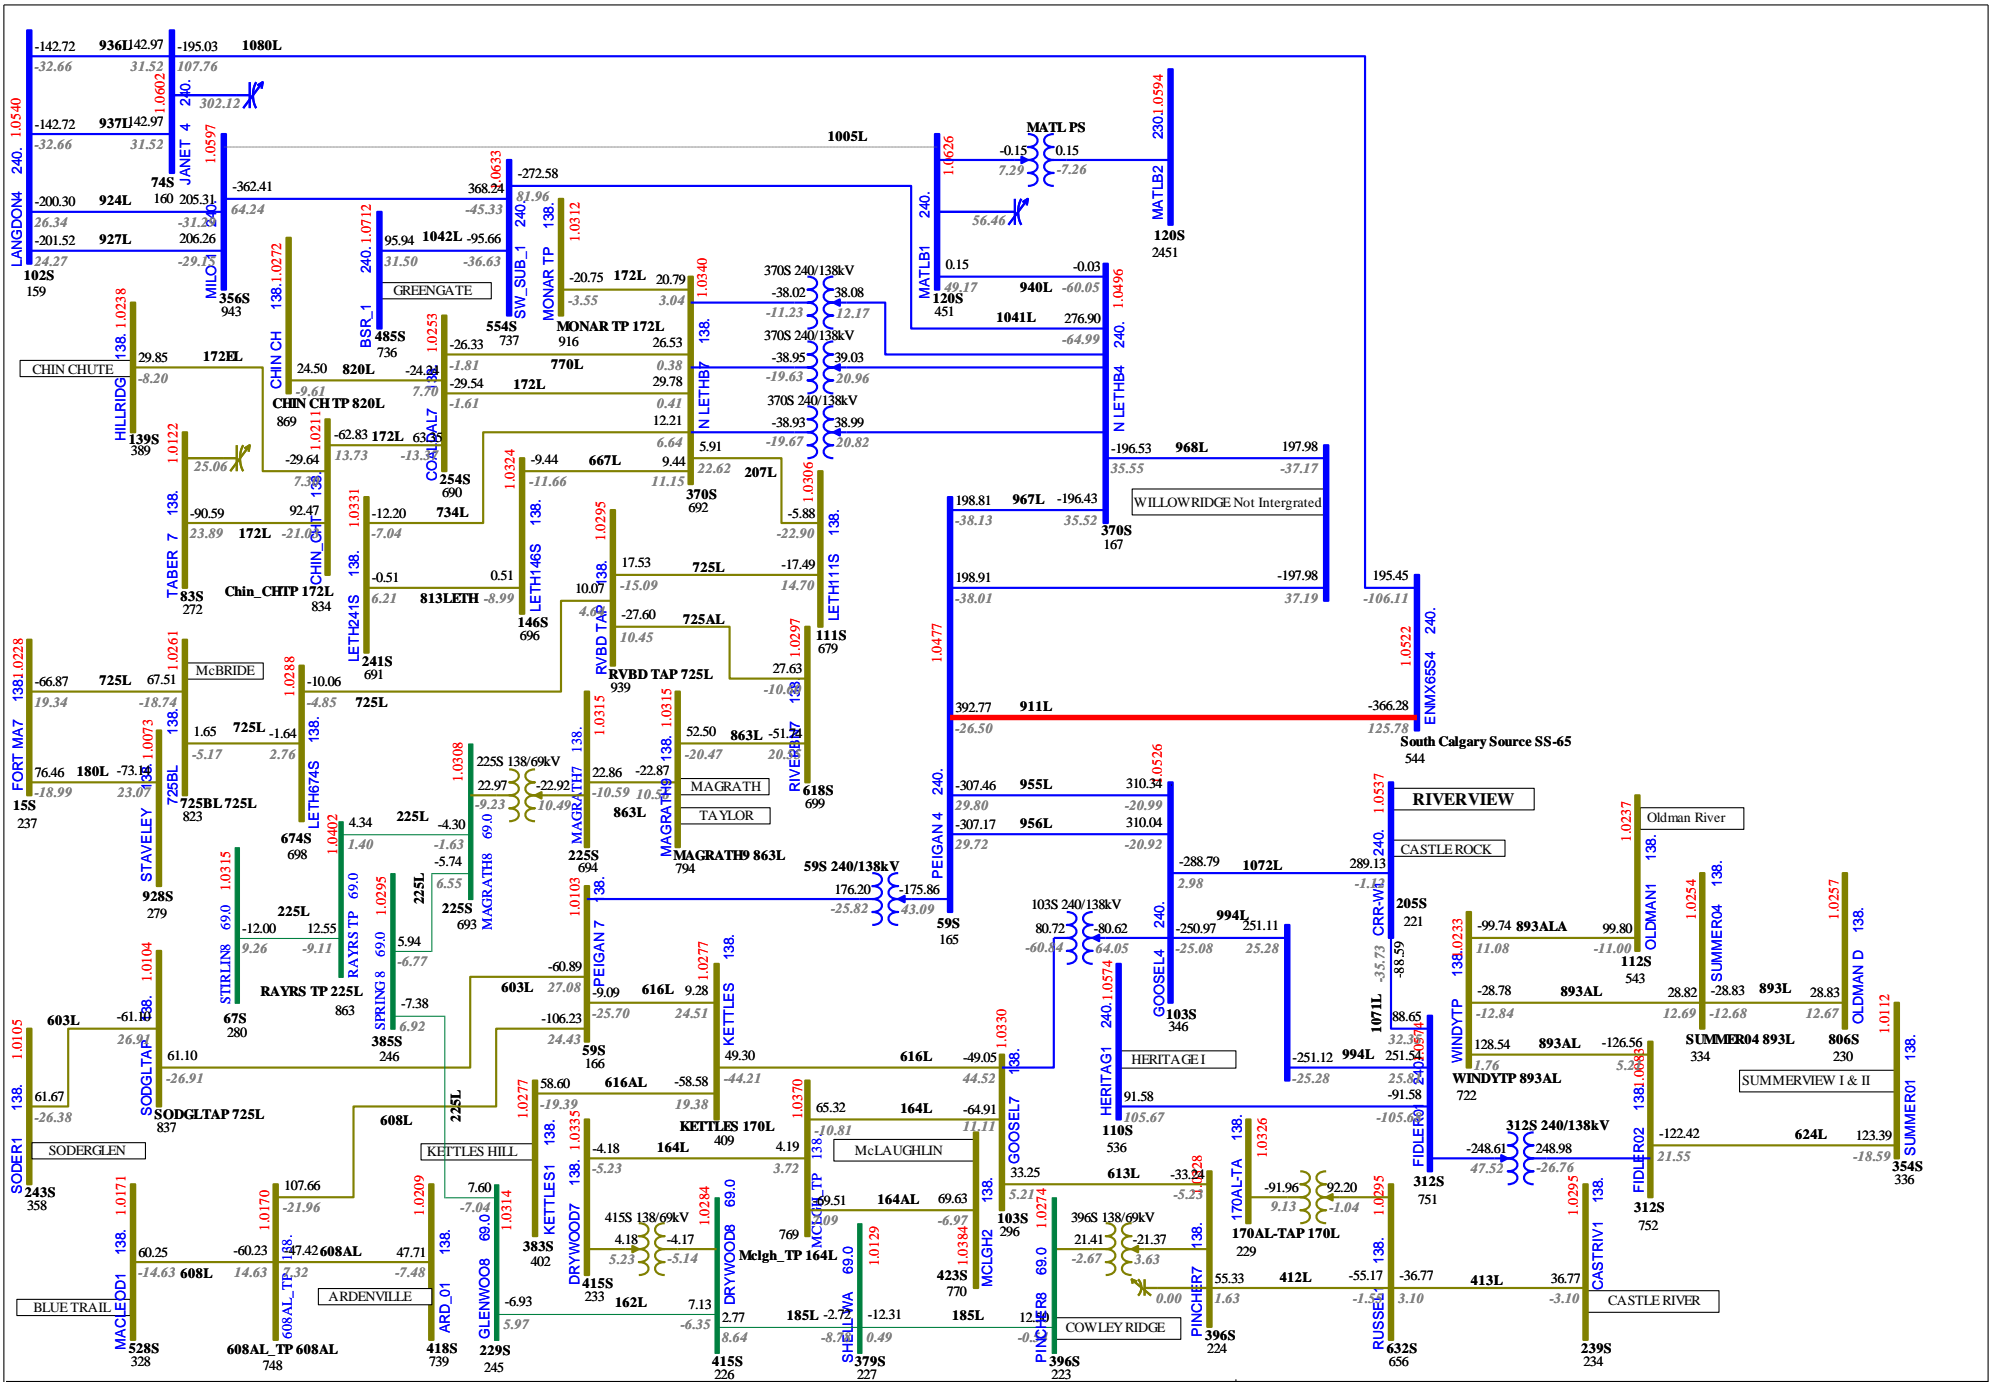 -142.72 936L 142.97 -195.03 1080L
-32.66 31.52 107.76
1.0540 LANGDON4 240.
102S
159
1.0602 JANET 4 240.
302.12
74S
160
-142.72 937L 142.97
-32.66 31.52
-200.30 924L 205.31
26.34
-201.52 927L 206.26
24.27
1.0597
356S
943
-362.41 368.24
64.24 -45.33
1005L
-272.58
81.96
SW_SUB_1 240.
554S
737
BSR_1 240. 1.0712
95.94 1042L -95.66
31.50 -36.63
GREENGATE
485S
736
MONAR TP 138. 1.0312
-20.75 172L 20.79
-3.55 3.04
MONAR TP 172L
916
1.0340 N LETHB7 138.
370S
692
370S 240/138kV
-38.02 38.08
-11.23 12.17
370S 240/138kV
-38.95 39.03
-19.63 20.96
370S 240/138kV
-38.93 38.99
-19.67 20.82
MATLB1 240. 1.0626
56.46
120S
451
MATL PS
-0.15 0.15
7.29 -7.26
MATLB2 230. 1.0594
120S
2451
0.15 940L -0.03
49.17 -60.05
1041L 276.90
-64.99
N LETHB4 240. 1.0496
370S
167
-196.53 968L 197.98
35.55 -37.17
WILLOWRIDGE Not Intergrated
198.81 967L -196.43
-38.13 35.52
198.91 -197.98
-38.01 37.19
195.45
-106.11
1.0522 ENMX65S4 240.
392.77 911L -366.28
-26.50 125.78
South Calgary Source SS-65
544
1.0477 PEIGAN 4 240.
59S
165
HILLRIDG 138. 1.0238
CHIN CHUTE
29.85 172EL
-8.20
139S
389
CHIN CH 138. 1.0272
24.50 820L
-9.61 7.70
CHIN CH TP 820L
869
1.0253
254S
690
-26.33 770L 26.53
-1.81 0.38
-29.54 172L 29.78
-1.61 0.41
12.21
6.64
5.91
22.62
207L
TABER 7 138. 1.0122
25.06
83S
272
-90.59 172L 92.47
23.89
-29.64
1.0211
-62.83 172L
13.73
Chin_CHTP 172L
834
1.0331 LETH241S 138.
-12.20 734L
-7.04
-0.51 813LETH 0.51
6.21 -8.99
241S
691
1.0324 LETH146S 138.
-9.44 667L 9.44
-11.66 11.15
146S
696
1.0295 RVBD TAP 138.
17.53 725L -17.49
-15.09 14.70
-27.60 725AL 27.63
10.45
10.07
RVBD TAP 725L
939
1.0306 LETH111S 138.
-5.88
-22.90
111S
679
1.0297
618S
699
FORT MA7 138. 1.0228
-66.87 725L 67.51
19.34 -18.74
76.46 180L
-18.99 23.07
15S
237
McBRIDE
1.0261 725BL 138.
1.65 725L -1.64
-5.17 2.76
725BL 725L
823
STAVELEY 1.0073
928S
279
1.0288 LETH674S 138.
-10.06
-4.85 725L
674S
698
1.0308 MAGRATH8 69.0
225S 138/69kV
22.97 -22.92
-9.23 10.49
225S
693
1.0315 MAGRATH7 138.
22.86 -22.87
-10.59
863L
225S
694
1.0315 MAGRATH9 138.
52.50 863L
-20.47
MAGRATH
TAYLOR
MAGRATH9 863L
794
1.0402 RAYRS TP 69.0
4.34 225L -4.30
1.40 -1.63
-5.74
6.55
225L
1.0315 STIRLIN8 69.0
-12.00 225L 12.55
9.26 -9.11
67S
280
RAYRS TP 225L
863
1.0295 SPRING 8 69.0
5.94
-6.77
-7.38
6.92
385S
246
225L
59S 240/138kV
176.20 -175.86
-25.82 43.09
1.0103 PEIGAN 7 138.
-60.89
27.08
603L
-9.09 616L 9.28
-25.70 24.51
-106.23
24.43
59S
166
-307.46 955L 310.34
29.80 -20.99
-307.17 956L 310.04
29.72 -20.92
1.0526 GOOSEL4 240.
-288.79 1072L 289.13
2.98
103S
346
103S 240/138kV
80.72 -80.62
64.05
-250.97 994L 251.11
-25.08 25.28
-251.12 994L 251.54
-25.28
1.0537 RIVERVIEW
CASTLE ROCK
205S
221
-35.73
-88.59
1071L 88.65
HERITAG1 240. 1.0574
HERITAGE I
91.58 -91.58
105.67
110S
536
312S
751
312S 240/138kV
-248.61 248.98
47.52 -26.76
1.0237 OLDMAN1 138.
Oldman River
-99.74 893ALA 99.80
11.08 -11.00
112S
543
WINDYTP 138. 1.0233
-28.78 893AL 28.82
-12.84 12.69
128.54 893AL -126.56
1.76
WINDYTP 893AL
722
1.0254 SUMMER04 138.
-28.83 893L 28.83
-12.68 12.67
SUMMER04 893L
334
1.0257 OLDMAN D 138.
806S
230
1.0112 SUMMER01 138.
SUMMERVIEW I & II
FIDLER02
-122.42 624L 123.39
21.55 -18.59
312S
752
354S
336
SODER1 138. 1.0105
603L
61.67
-26.38
SODERGLEN
243S
358
1.0104
61.10
-26.91
SODGLTAP 725L
837
1.0277 KETTLES 138.
49.30 616L -49.05
-44.21 44.52
KETTLES 170L
409
1.0277 KETTLES1 138.
58.60 616AL -58.58
-19.39 19.38
KETTLES HILL
383S
402
1.0330 GOOSEL7 138.
103S
296
1.0335 DRYWOOD7 138.
-4.18 164L 4.19
-5.23 3.72
415S
233
1.0370
65.32 164L -64.91
-10.81 11.11
McLAUGHLIN
164AL 69.63
-6.97
769
Mclgh_TP 164L
MCLGH2 138. 1.0384
423S
770
415S 138/69kV
4.18 -4.17
5.23 -5.14
33.25 613L
5.21
1.0284 DRYWOOD8 69.0
-6.93 162L 7.13
5.97 -6.35
2.77 185L -2.72
8.64
415S
226
SHELLWA 69.0 1.0129
-12.31 185L
0.49
379S
227
1.0274 PINCHER8 69.0
COWLEY RIDGE
396S
223
396S 138/69kV
21.41 -21.37
-2.67 3.63
0.00
PINCHER7 138.
55.33 412L -55.17
1.63
396S
224
170AL-TA 138. 1.0326
-91.96 92.20
9.13 -1.04
170AL-TAP 170L
229
1.0295 138.
-36.77 413L 36.77
3.10 -3.10
632S
656
1.0295 CASTRIV1 138.
CASTLE RIVER
239S
234
MACLEOD1 138. 1.0171
60.25 608L -60.23
-14.63 14.63
BLUE TRAIL
528S
328
1.0170 608AL_TP 138.
107.66 608L
-21.96
608AL 47.71
-7.48
608AL_TP 608AL
748
ARD_01 138. 1.0209
ARDENVILLE
418S
739
GLENWOO8 69.0 1.0314
7.60
-7.04
229S
245